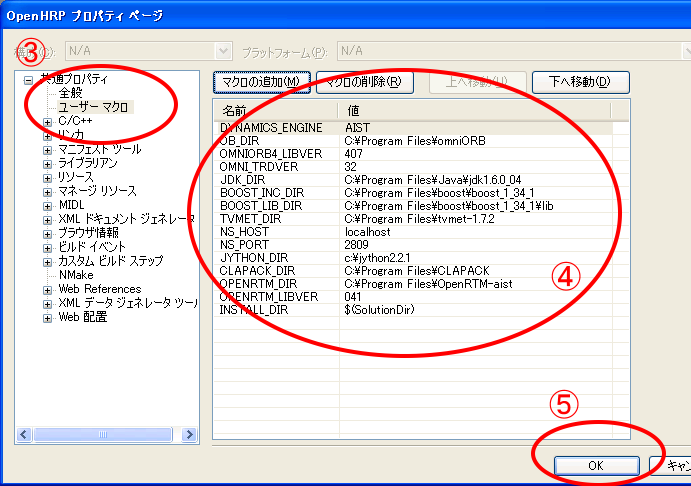 OpenHRP プロパティ ページ
③
N/A
プラットフォーム(P):
N/A
共通プロパティ
全般
ユーザー マクロ
C/C++
リンカ
マニフェスト ツール
ライブラリアン
リソース
マネージ リソース
MIDL
XML ドキュメント ジェネレータ
ブラウザ情報
ビルド イベント
カスタム ビルド ステップ
NMake
Web References
XML データ ジェネレータ ツー
Web 配置
マクロの追加(M)
マクロの削除(R)
上へ移動(U)
下へ移動(D)
名前 値
DYNAMICS_ENGINE AIST
OB_DIR C:¥Program Files¥omniORB
OMNIORB4_LIBVER 407
OMNI_TRDVER 32
JDK_DIR C:¥Program Files¥Java¥jdk1.6.0_04
BOOST_INC_DIR C:¥Program Files¥boost¥boost_1_34_1
BOOST_LIB_DIR C:¥Program Files¥boost¥boost_1_34_1¥lib
TVMET_DIR C:¥Program Files¥tvmet-1.7.2
NS_HOST localhost
NS_PORT 2809
JYTHON_DIR c:¥jython2.2.1
CLAPACK_DIR C:¥Program Files¥CLAPACK
OPENRTM_DIR C:¥Program Files¥OpenRTM-aist
OPENRTM_LIBVER 041
INSTALL_DIR $(SolutionDir)
④
⑤
OK
キャン